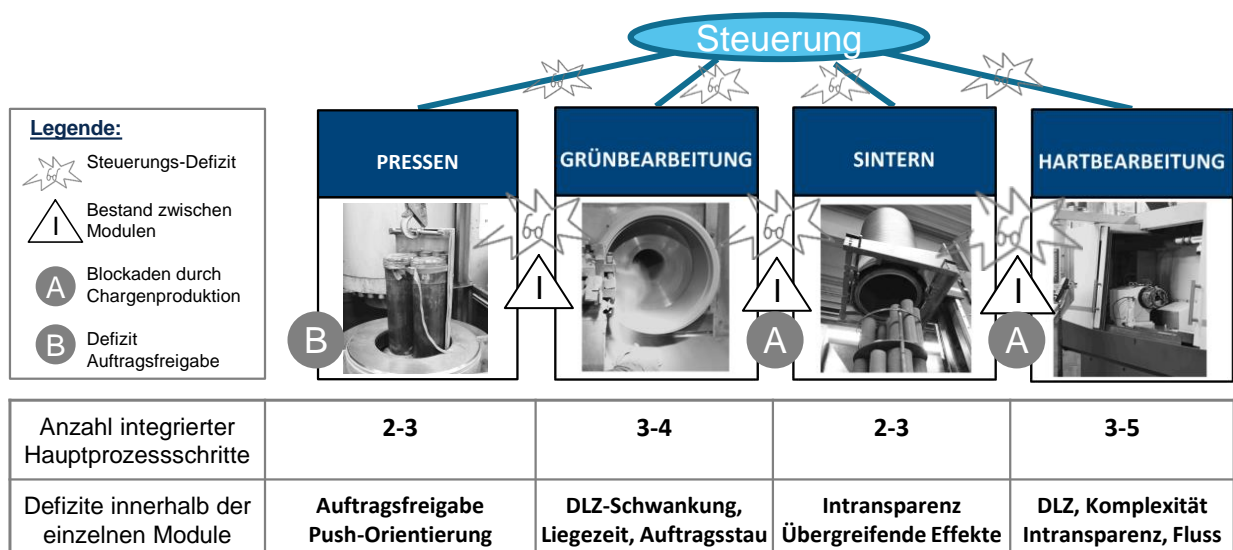 Steuerung
Legende:
Steuerungs-Defizit
I
Bestand zwischen
Modulen
A
Blockaden durch
Chargenproduktion
B
Defizit
Auftragsfreigabe
PRESSEN
GRÜNBEARBEITUNG
SINTERN
HARTBEARBEITUNG
B
I
I
A
I
A
Anzahl integrierter
Hauptprozessschritte
2-3
3-4
2-3
3-5
Defizite innerhalb der
einzelnen Module
Auftragsfreigabe
Push-Orientierung
DLZ-Schwankung,
Liegezeit, Auftragsstau
Intransparenz
Übergreifende Effekte
DLZ, Komplexität
Intransparenz, Fluss